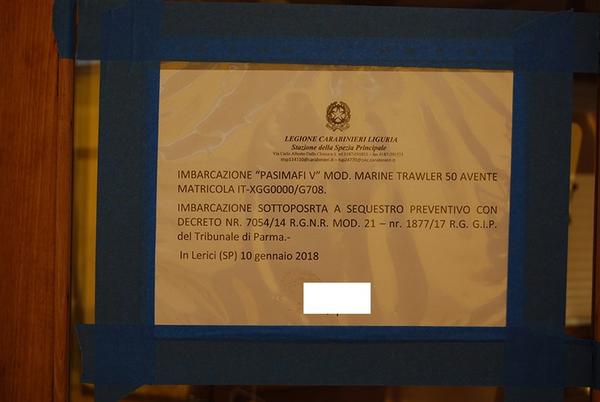 LEGIONE CARABINIERI LIGURIA
Stazione della Spezia Principale
IMBARCAZIONE "PASIMAFI V" MOD. MARINE TRAWLER 50 AVENTE
MATRICOLA IT-XGG0000/G708.
IMBARCAZIONE SOTTOPOSRTA A SEQUESTRO PREVENTIVO CON
DECRETO NR. 7054/14 R.G.N.R. MOD. 21 – nr. 1877/17 R.G. G.I.P.
del Tribunale di Parma.-
In Lerici (SP) 10 gennaio 2018